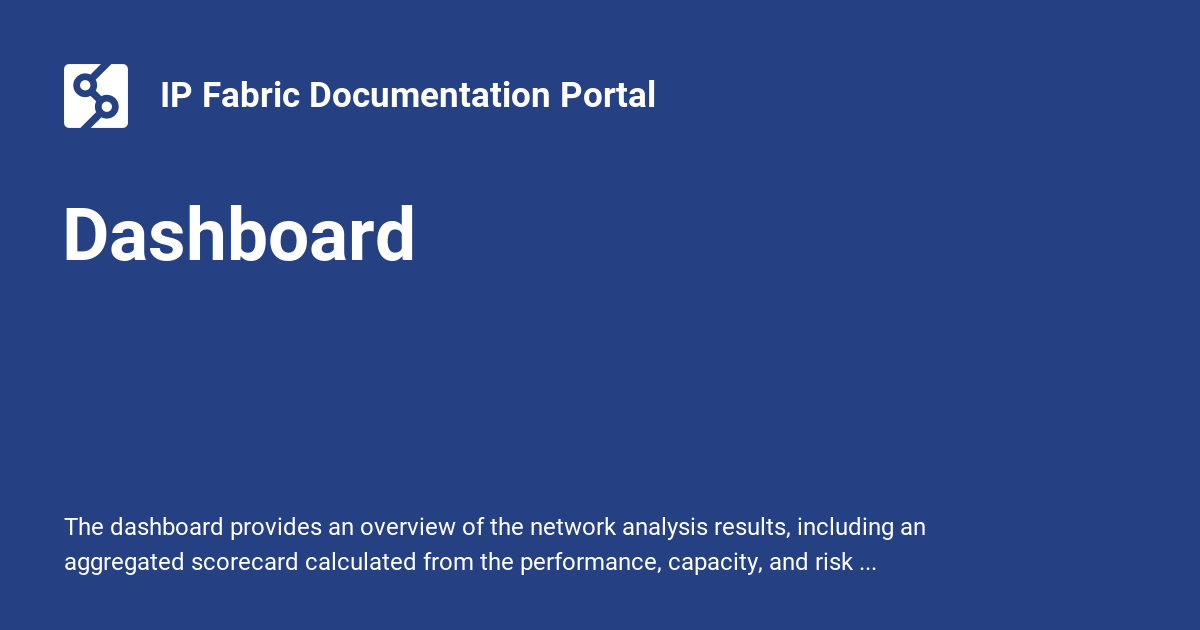 IP Fabric Documentation Portal
Dashboard
The dashboard provides an overview of the network analysis results, including an
aggregated scorecard calculated from the performance, capacity, and risk ...